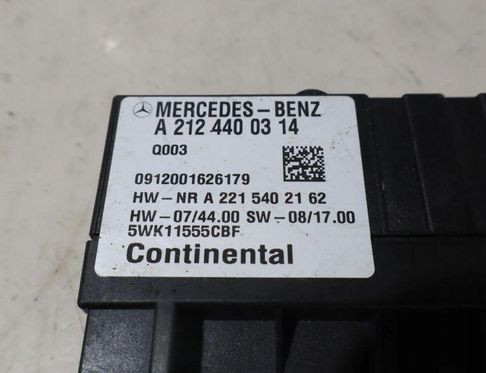 MERCEDES-BENZ
A 212 440 03 14
Q003
0912001626179
HW-NR A 221 540 21 62
HW-07/44.00 SW-08/17.00
5WK11555CBF
Continental